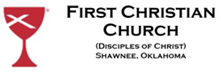 First Christian
Church
(Disciples of Christ)
Shawnee, Oklahoma